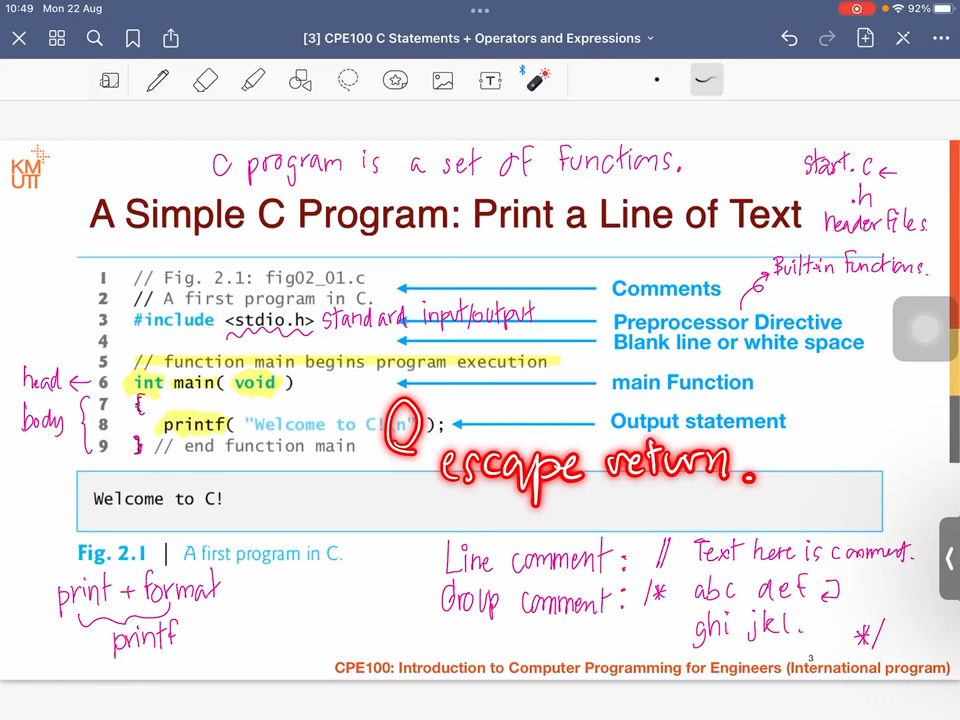 10:49 Mon 22 Aug
92%
[3] CPE100 C Statements + Operators and Expressions
KM
UTT
C program is a set of functions.
start.c ←
.h
header files.
A Simple C Program: Print a Line of Text
Built-in functions.
1 // Fig. 2.1: fig02_01.c
2 // A first program in C.
Comments
3 #include <stdio.h> standard input/output
Preprocessor Directive
4
Blank line or white space
5 // function main begins program execution
head ← 6 int main( void )
main Function
body 7 {
8 printf( "Welcome to C!\n" );
Output statement
9 } // end function main
escape return.
Welcome to C!
Fig. 2.1 | A first program in C.
Line comment: // Text here is comment.
Group comment: /* abc def
ghi jkl.
*/
print + format
printf
3
CPE100: Introduction to Computer Programming for Engineers (International program)